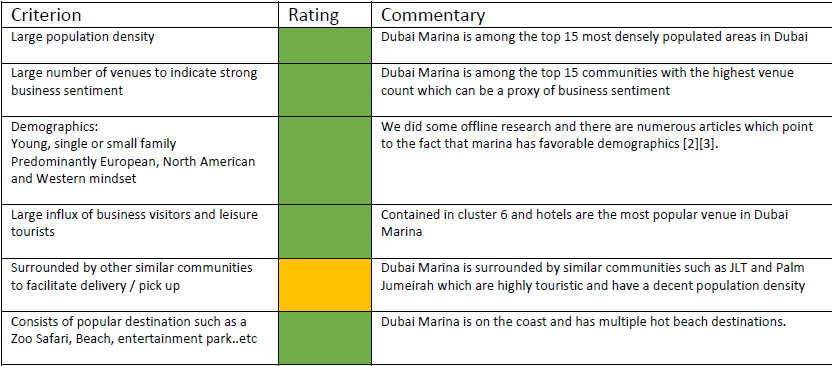 Criterion Rating Commentary
Large population density Dubai Marina is among the top 15 most densely populated areas in Dubai
Large number of venues to indicate strong Dubai Marina is among the top 15 communities with the highest venue
business sentiment count which can be a proxy of business sentiment
Demographics: We did some offline research and there are numerous articles which point
Young, single or small family to the fact that marina has favorable demographics [2][3].
Predominantly European, North American
and Western mindset
Large influx of business visitors and leisure Contained in cluster 6 and hotels are the most popular venue in Dubai
tourists Marina
Surrounded by other similar communities Dubai Marina is surrounded by similar communities such as JLT and Palm
to facilitate delivery / pick up Jumeirah which are highly touristic and have a decent population density
Consists of popular destination such as a Dubai Marina is on the coast and has multiple hot beach destinations.
Zoo Safari, Beach, entertainment park..etc